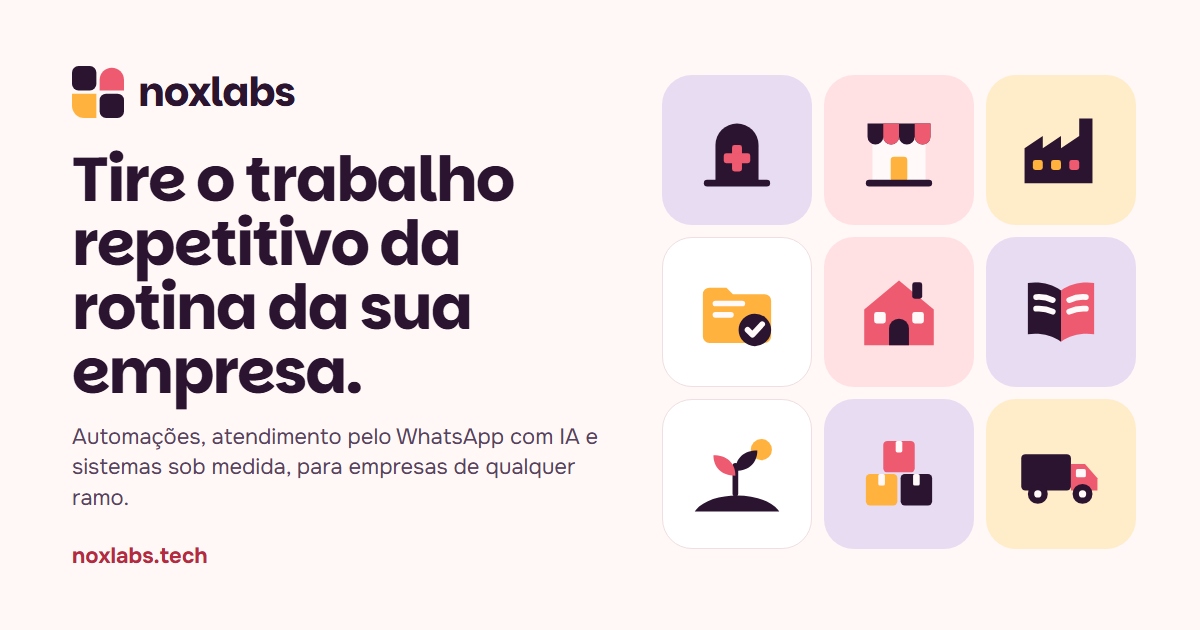 noxlabs
Tire o trabalho
repetitivo da
rotina da sua
empresa.
Automações, atendimento pelo WhatsApp com IA e
sistemas sob medida, para empresas de qualquer
ramo.
noxlabs.tech